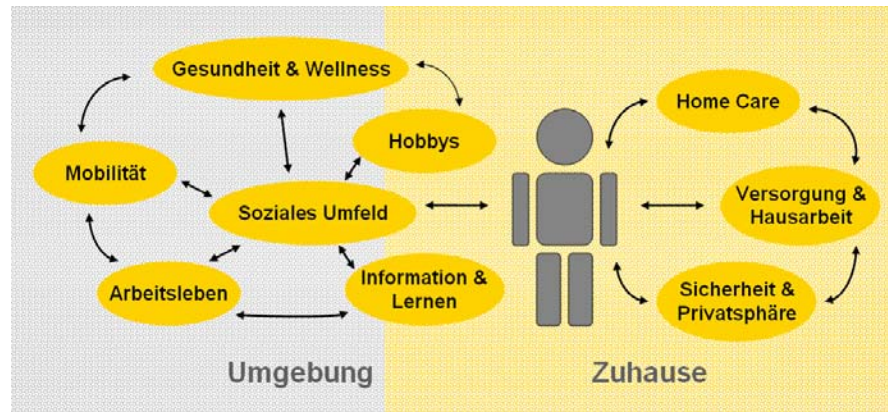 Gesundheit & Wellness
Hobbys
Mobilität
Soziales Umfeld
Arbeitsleben
Information &
Lernen
Home Care
Versorgung &
Hausarbeit
Sicherheit &
Privatsphäre
Umgebung
Zuhause